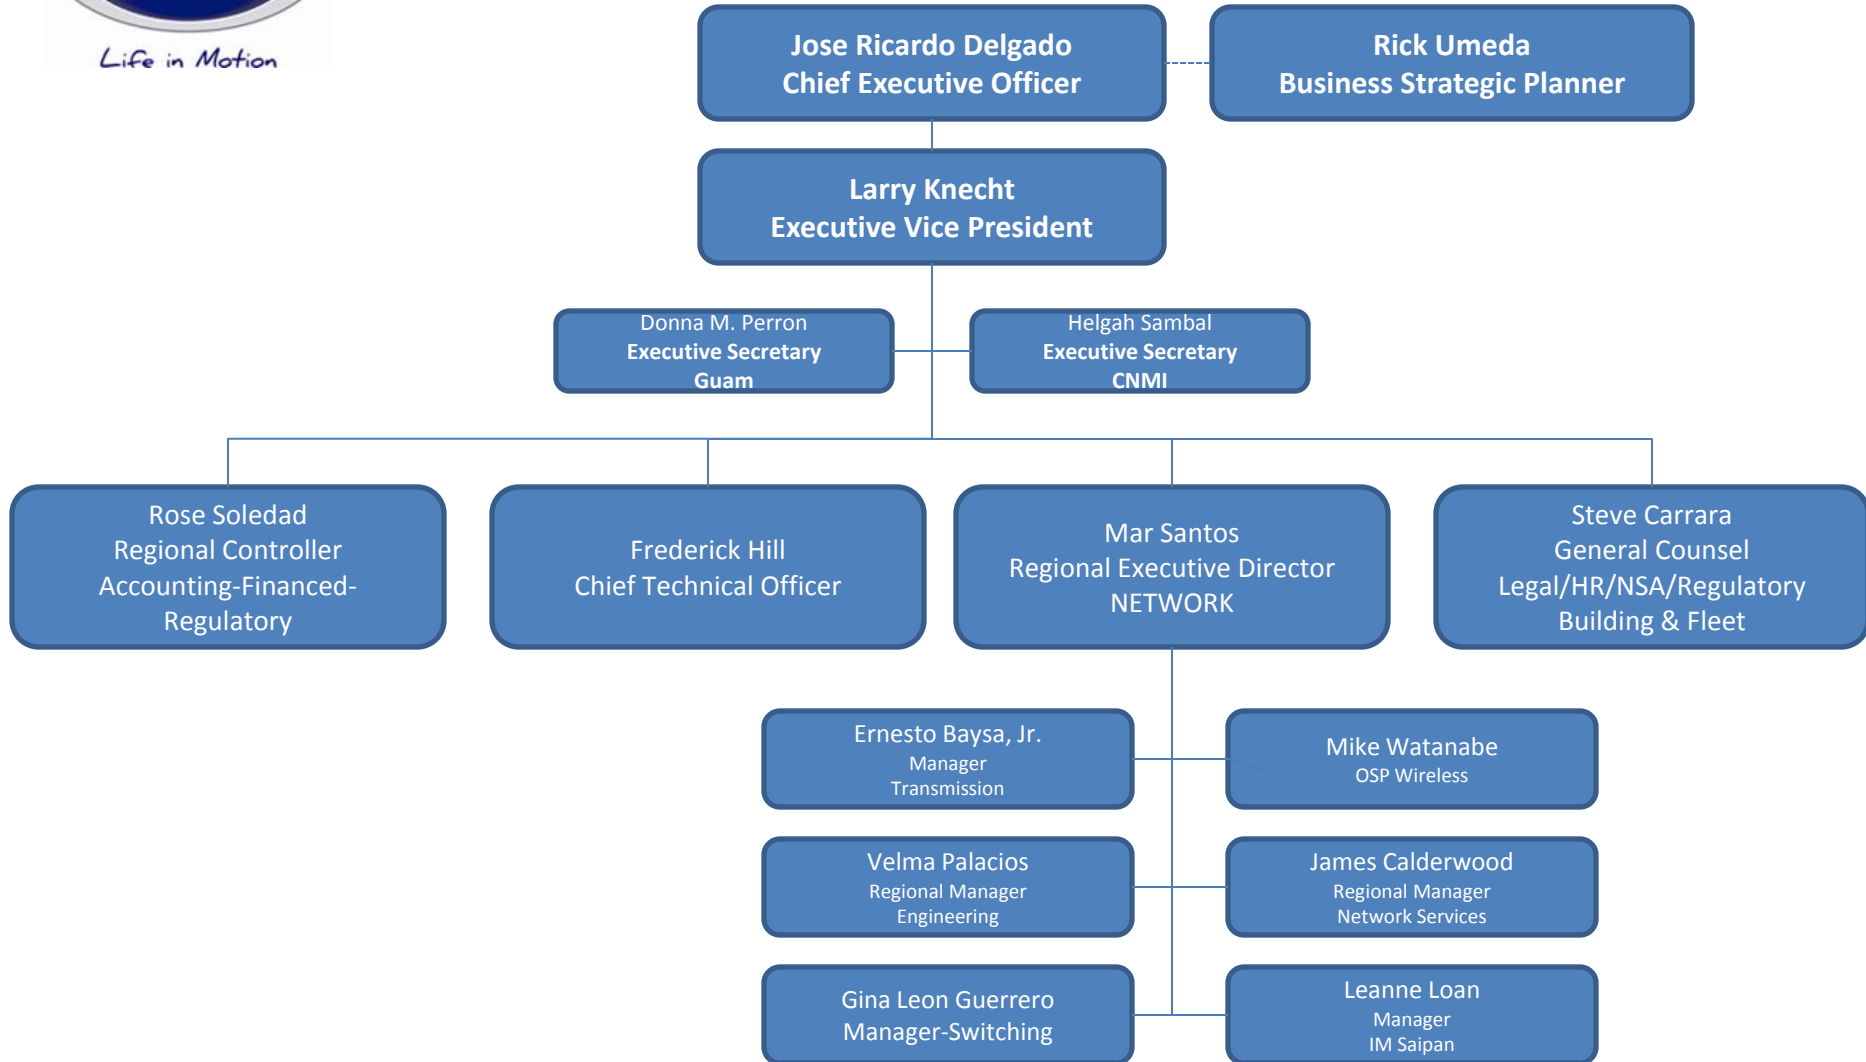 Life in Motion
Jose Ricardo Delgado
Chief Executive Officer
Rick Umeda
Business Strategic Planner
Larry Knecht
Executive Vice President
Donna M. Perron
Executive Secretary
Guam
Helgah Sambal
Executive Secretary
CNMI
Rose Soledad
Regional Controller
Accounting-Financed-
Regulatory
Frederick Hill
Chief Technical Officer
Mar Santos
Regional Executive Director
NETWORK
Steve Carrara
General Counsel
Legal/HR/NSA/Regulatory
Building & Fleet
Ernesto Baysa, Jr.
Manager
Transmission
Mike Watanabe
OSP Wireless
Velma Palacios
Regional Manager
Engineering
James Calderwood
Regional Manager
Network Services
Gina Leon Guerrero
Manager-Switching
Leanne Loan
Manager
IM Saipan